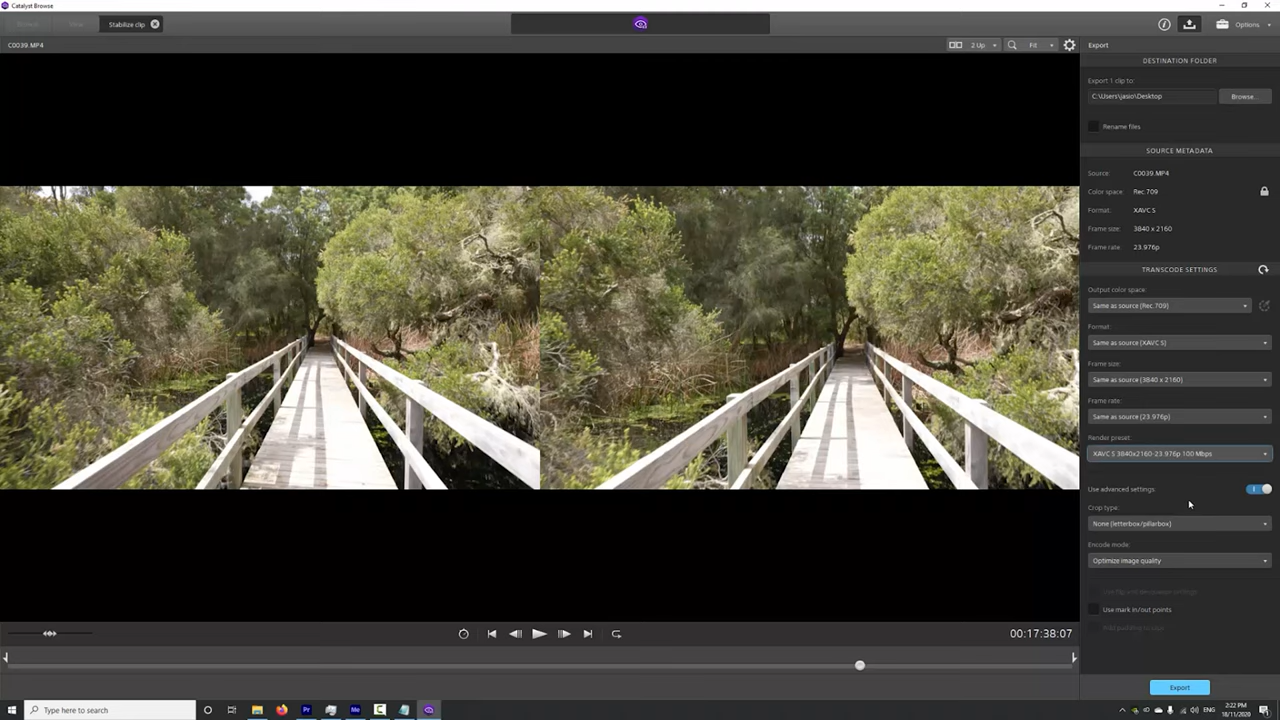 Catalyst Browse
Stabilize clip
Options
C0039.MP4
2 Up
Fit
Export
DESTINATION FOLDER
Export 1 clip to:
C:\Users\jasio\Desktop
Browse...
Rename files
SOURCE METADATA
Source: C0039.MP4
Color space: Rec.709
Format: XAVC S
Frame size: 3840 x 2160
Frame rate: 23.976p
TRANSCODE SETTINGS
Output color space:
Same as source (Rec.709)
Format:
Same as source (XAVC S)
Frame size:
Same as source (3840 x 2160)
Frame rate:
Same as source (23.976p)
Render preset:
XAVC S 3840x2160-23.976p 100 Mbps
Use advanced settings
Crop type:
None (letterbox/pillarbox)
Encode mode:
Optimize image quality
Use mark in/out points
00:17:38:07
Export
Type here to search
Pr
Me
ENG
2:22 PM
18/11/2020